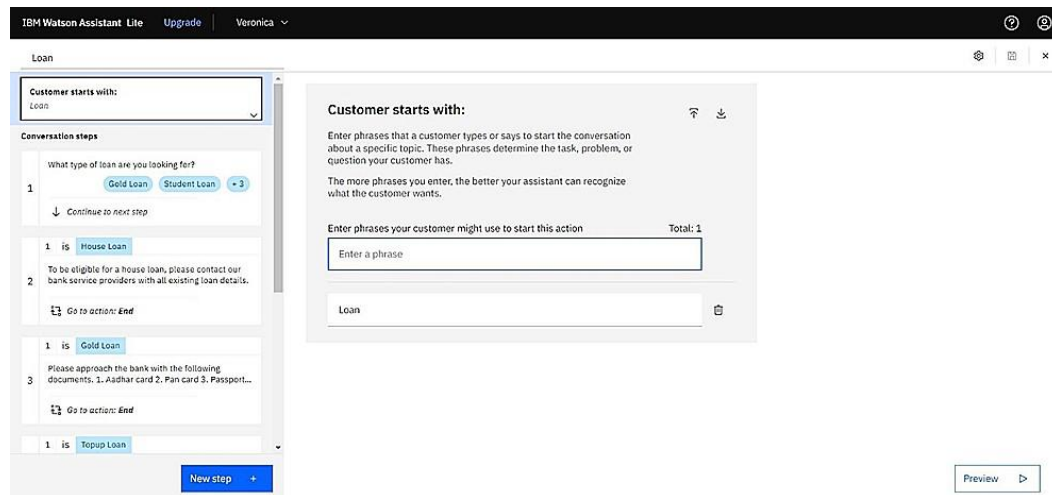 IBM Watson Assistant Lite Upgrade Veronica
Loan
Customer starts with:
Loan
Conversation steps
1
What type of loan are you looking for?
Gold Loan Student Loan + 3
Continue to next step
1 is House Loan
2
To be eligible for a house loan, please contact our
bank service providers with all existing loan details.
Go to action: End
1 is Gold Loan
3
Please approach the bank with the following
documents. 1. Aadhar card 2. Pan card 3. Passport...
Go to action: End
1 is Topup Loan
New step +
Customer starts with:
Enter phrases that a customer types or says to start the conversation
about a specific topic. These phrases determine the task, problem, or
question your customer has.
The more phrases you enter, the better your assistant can recognize
what the customer wants.
Enter phrases your customer might use to start this action Total: 1
Enter a phrase
Loan
Preview